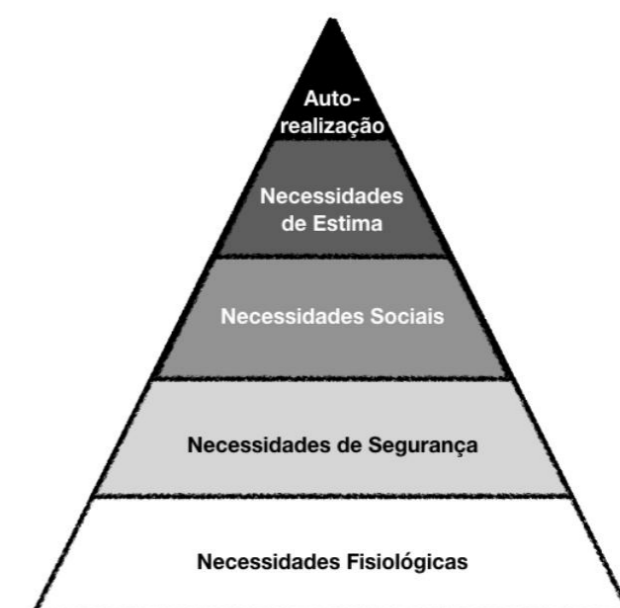 Auto-
realização
Necessidades
de Estima
Necessidades Sociais
Necessidades de Segurança
Necessidades Fisiológicas